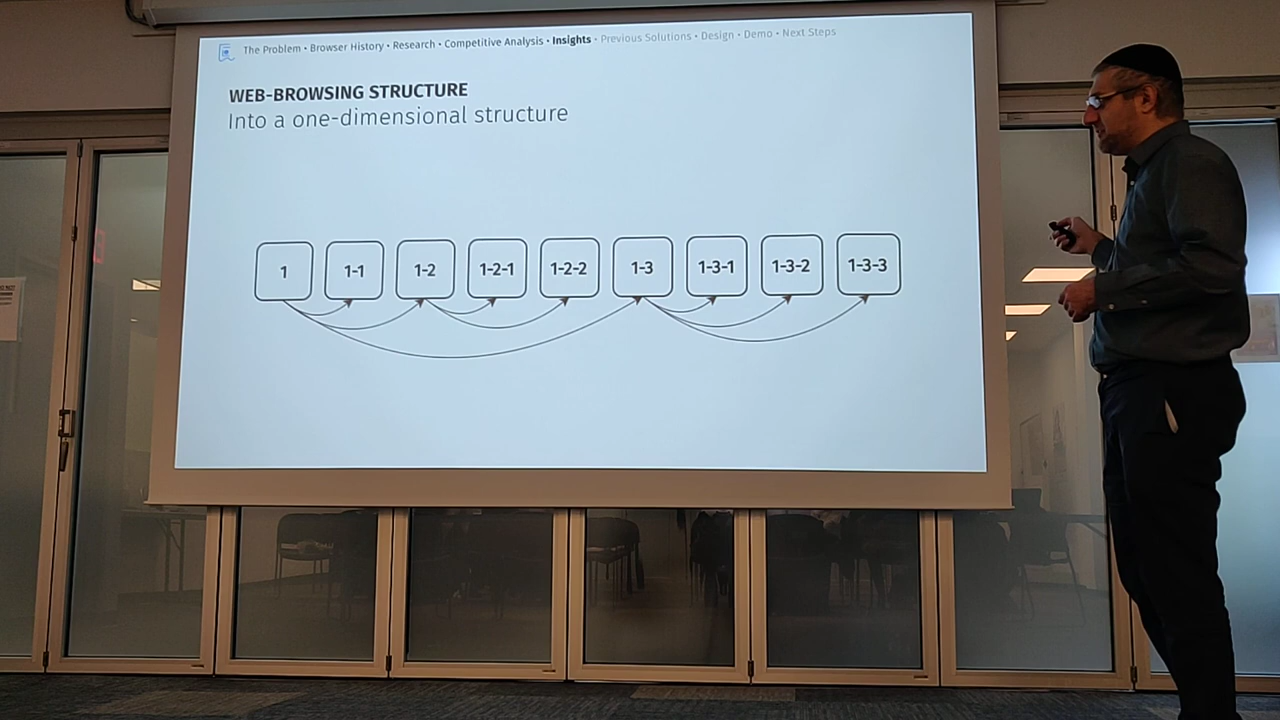 The Problem • Browser History • Research • Competitive Analysis • Insights • Previous Solutions • Design • Demo • Next Steps
WEB-BROWSING STRUCTURE
Into a one-dimensional structure
1 1-1 1-2 1-2-1 1-2-2 1-3 1-3-1 1-3-2 1-3-3